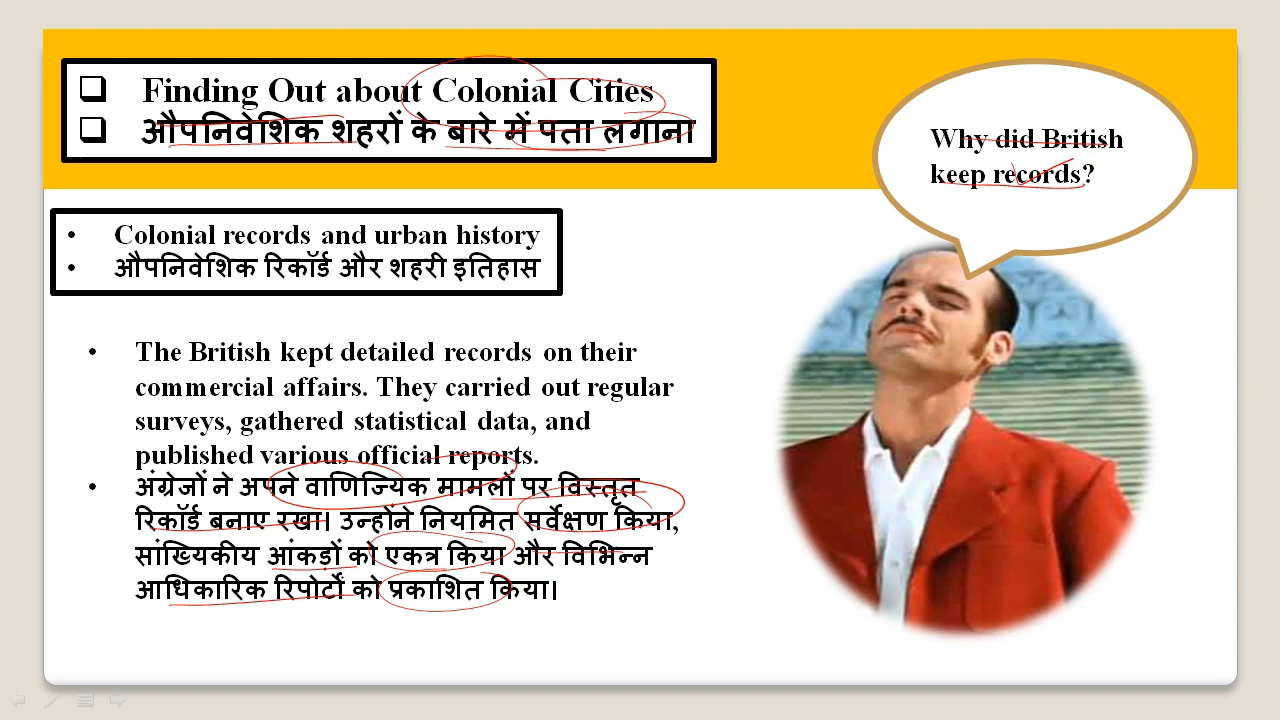 Finding Out about Colonial Cities
औपनिवेशिक शहरों के बारे में पता लगाना
Why did British
keep records?
Colonial records and urban history
औपनिवेशिक रिकॉर्ड और शहरी इतिहास
The British kept detailed records on their
commercial affairs. They carried out regular
surveys, gathered statistical data, and
published various official reports.
अंग्रेजों ने अपने वाणिज्यिक मामलों पर विस्तृत
रिकॉर्ड बनाए रखा। उन्होंने नियमित सर्वेक्षण किया,
सांख्यिकीय आंकड़ों को एकत्र किया और विभिन्न
आधिकारिक रिपोर्टों को प्रकाशित किया।